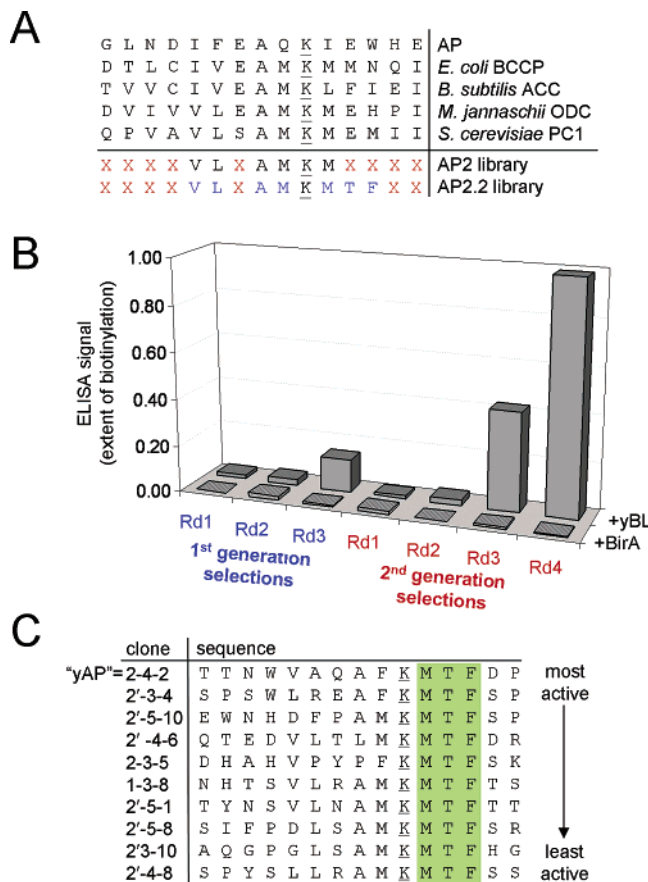 A
G L N D I F E A Q K I E W H E AP
D T L C I V E A M K M M N Q I E. coli BCCP
T V V C I V E A M K L F I E I B. subtilis ACC
D V I V V L E A M K M E H P I M. jannaschii ODC
Q P V A V L S A M K M E M I I S. cerevisiae PC1
X X X X V L X A M K M X X X X AP2 library
X X X X V L X A M K M T F X X AP2.2 library
B
ELISA signal
(extent of biotinylation)
1.00
0.80
0.60
0.40
0.20
0.00
Rd1 Rd2 Rd3 Rd1 Rd2 Rd3 Rd4
1st generation
selections
2nd generation
selections
+yBL
+BirA
C
clone sequence
"yAP"= 2-4-2 T T N W V A Q A F K M T F D P most
2'-3-4 S P S W L R E A F K M T F S P active
2'-5-10 E W N H D F P A M K M T F S P
2' -4-6 Q T E D V L T L M K M T F D R
2-3-5 D H A H V P Y P F K M T F S K
1-3-8 N H T S V L R A M K M T F T S
2'-5-1 T Y N S V L N A M K M T F T T
2'-5-8 S I F P D L S A M K M T F S R
2'3-10 A Q G P G L S A M K M T F H G least
2'-4-8 S P Y S L L R A M K M T F S S active